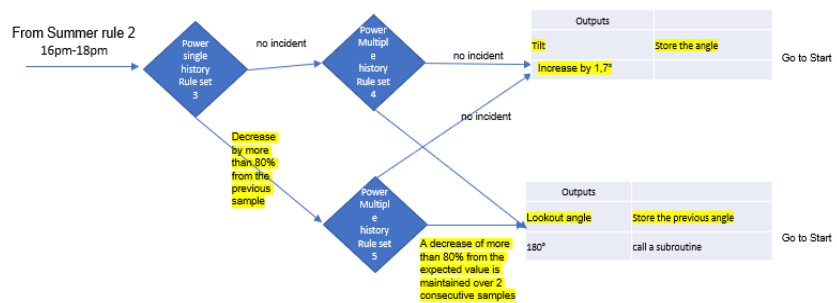 From Summer rule 2
16pm-18pm
Power
single
history
Rule set
3
no incident
Power
Multipl
e
history
Rule set
4
no incident
Outputs
Tilt
Store the angle
Increase by 1,7°
Go to Start
no incident
Decrease
by more
than 80%
from the
previous
sample
Power
Multipl
e
history
Rule set
5
A decrease of more
than 80% from the
expected value is
maintained over 2
consecutive samples
Outputs
Lookout angle
Store the previous angle
180°
call a subroutine
Go to Start